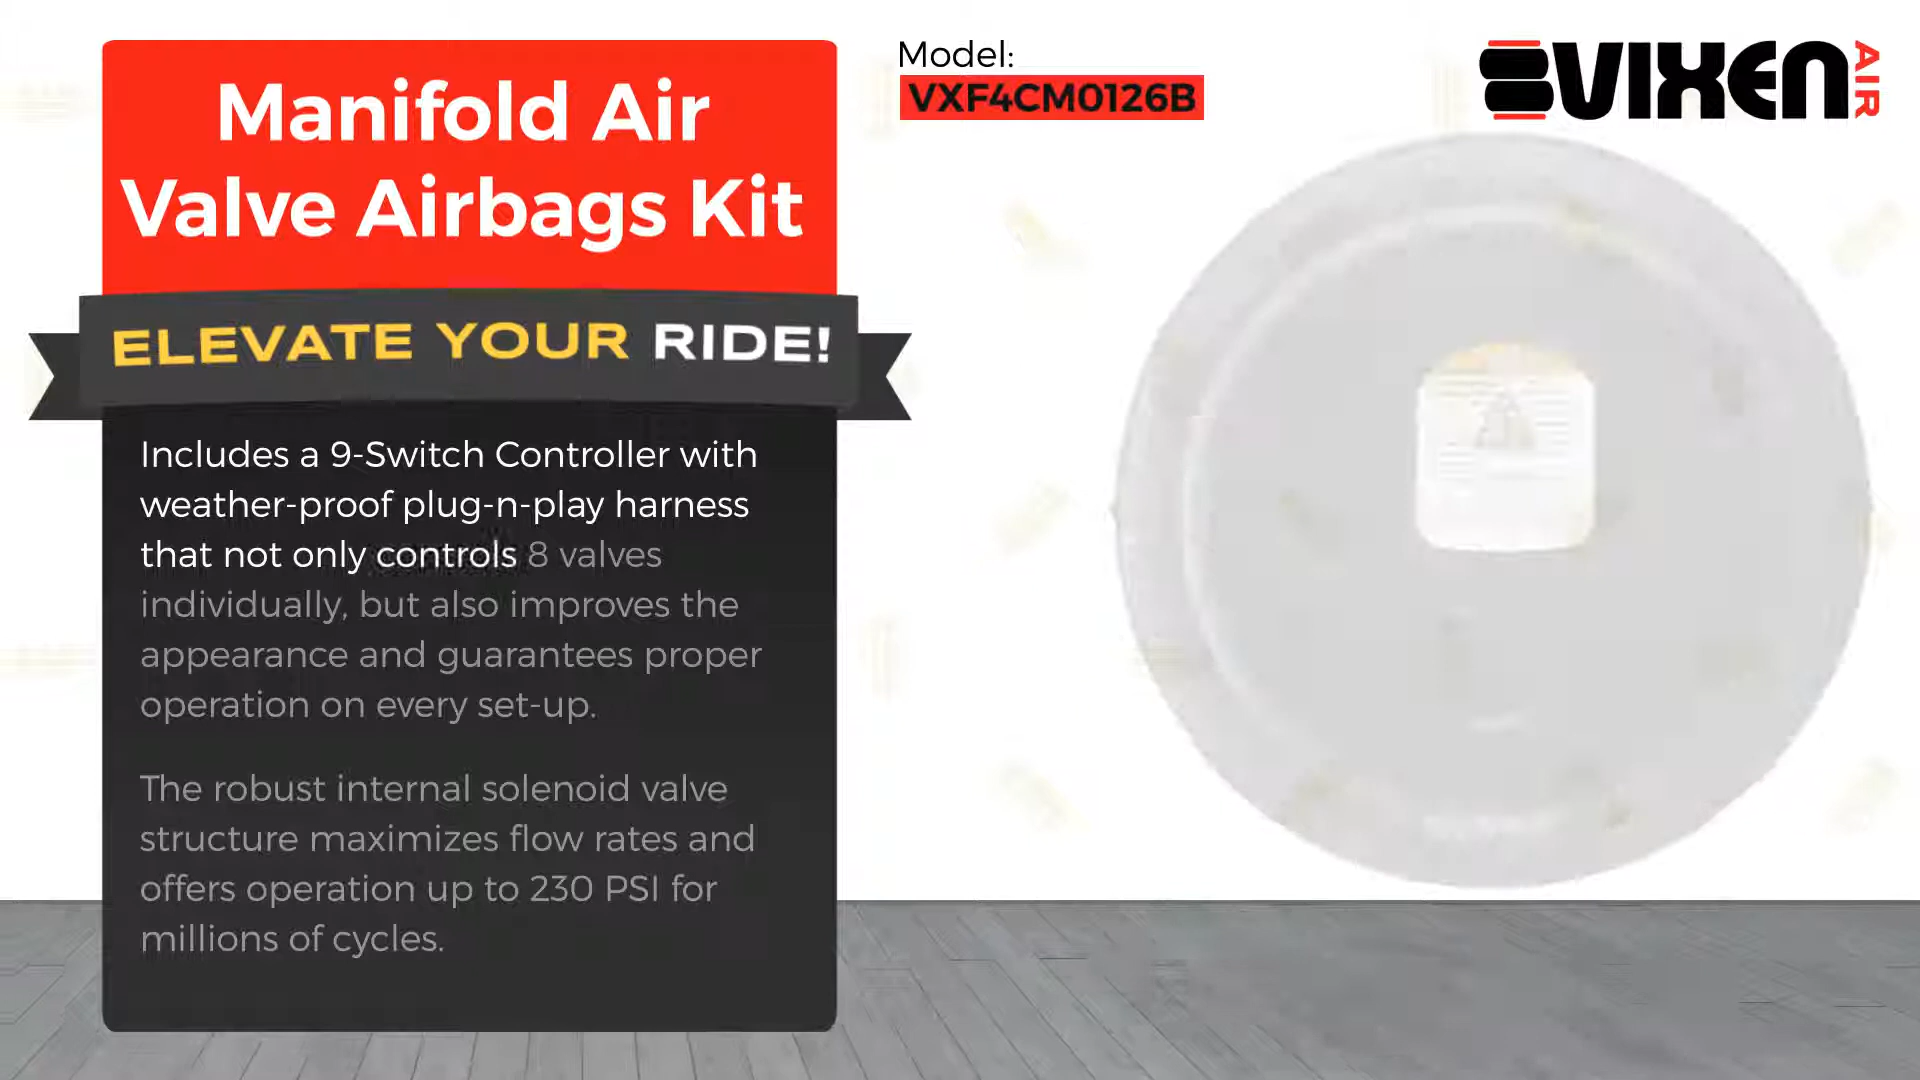 Manifold Air
Valve Airbags Kit
ELEVATE YOUR RIDE!
Includes a 9-Switch Controller with
weather-proof plug-n-play harness
that not only controls 8 valves
individually, but also improves the
appearance and guarantees proper
operation on every set-up.
The robust internal solenoid valve
structure maximizes flow rates and
offers operation up to 230 PSI for
millions of cycles.
Model:
VXF4CM0126B
VIXEN AIR